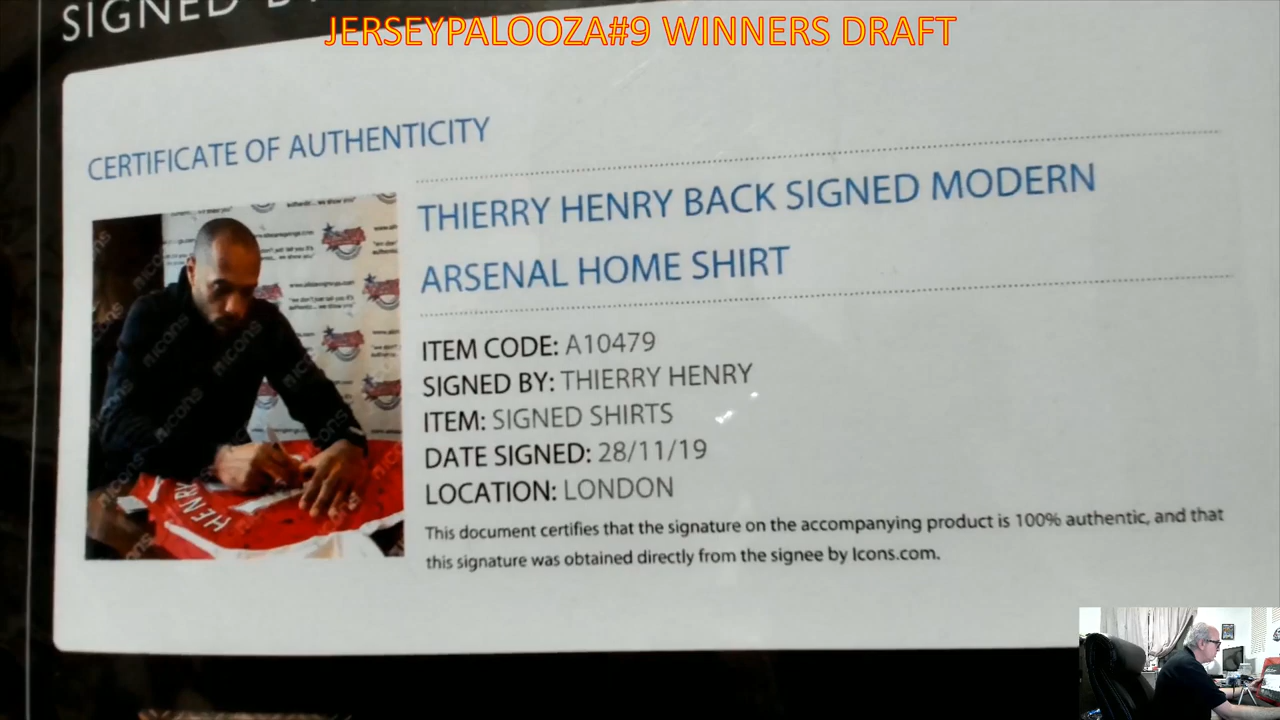 JERSEYPALOOZA#9 WINNERS DRAFT
SIGNED
CERTIFICATE OF AUTHENTICITY
THIERRY HENRY BACK SIGNED MODERN
ARSENAL HOME SHIRT
ITEM CODE: A10479
SIGNED BY: THIERRY HENRY
ITEM: SIGNED SHIRTS
DATE SIGNED: 28/11/19
LOCATION: LONDON
This document certifies that the signature on the accompanying product is 100% authentic, and that
this signature was obtained directly from the signee by Icons.com.
icons
HENRY